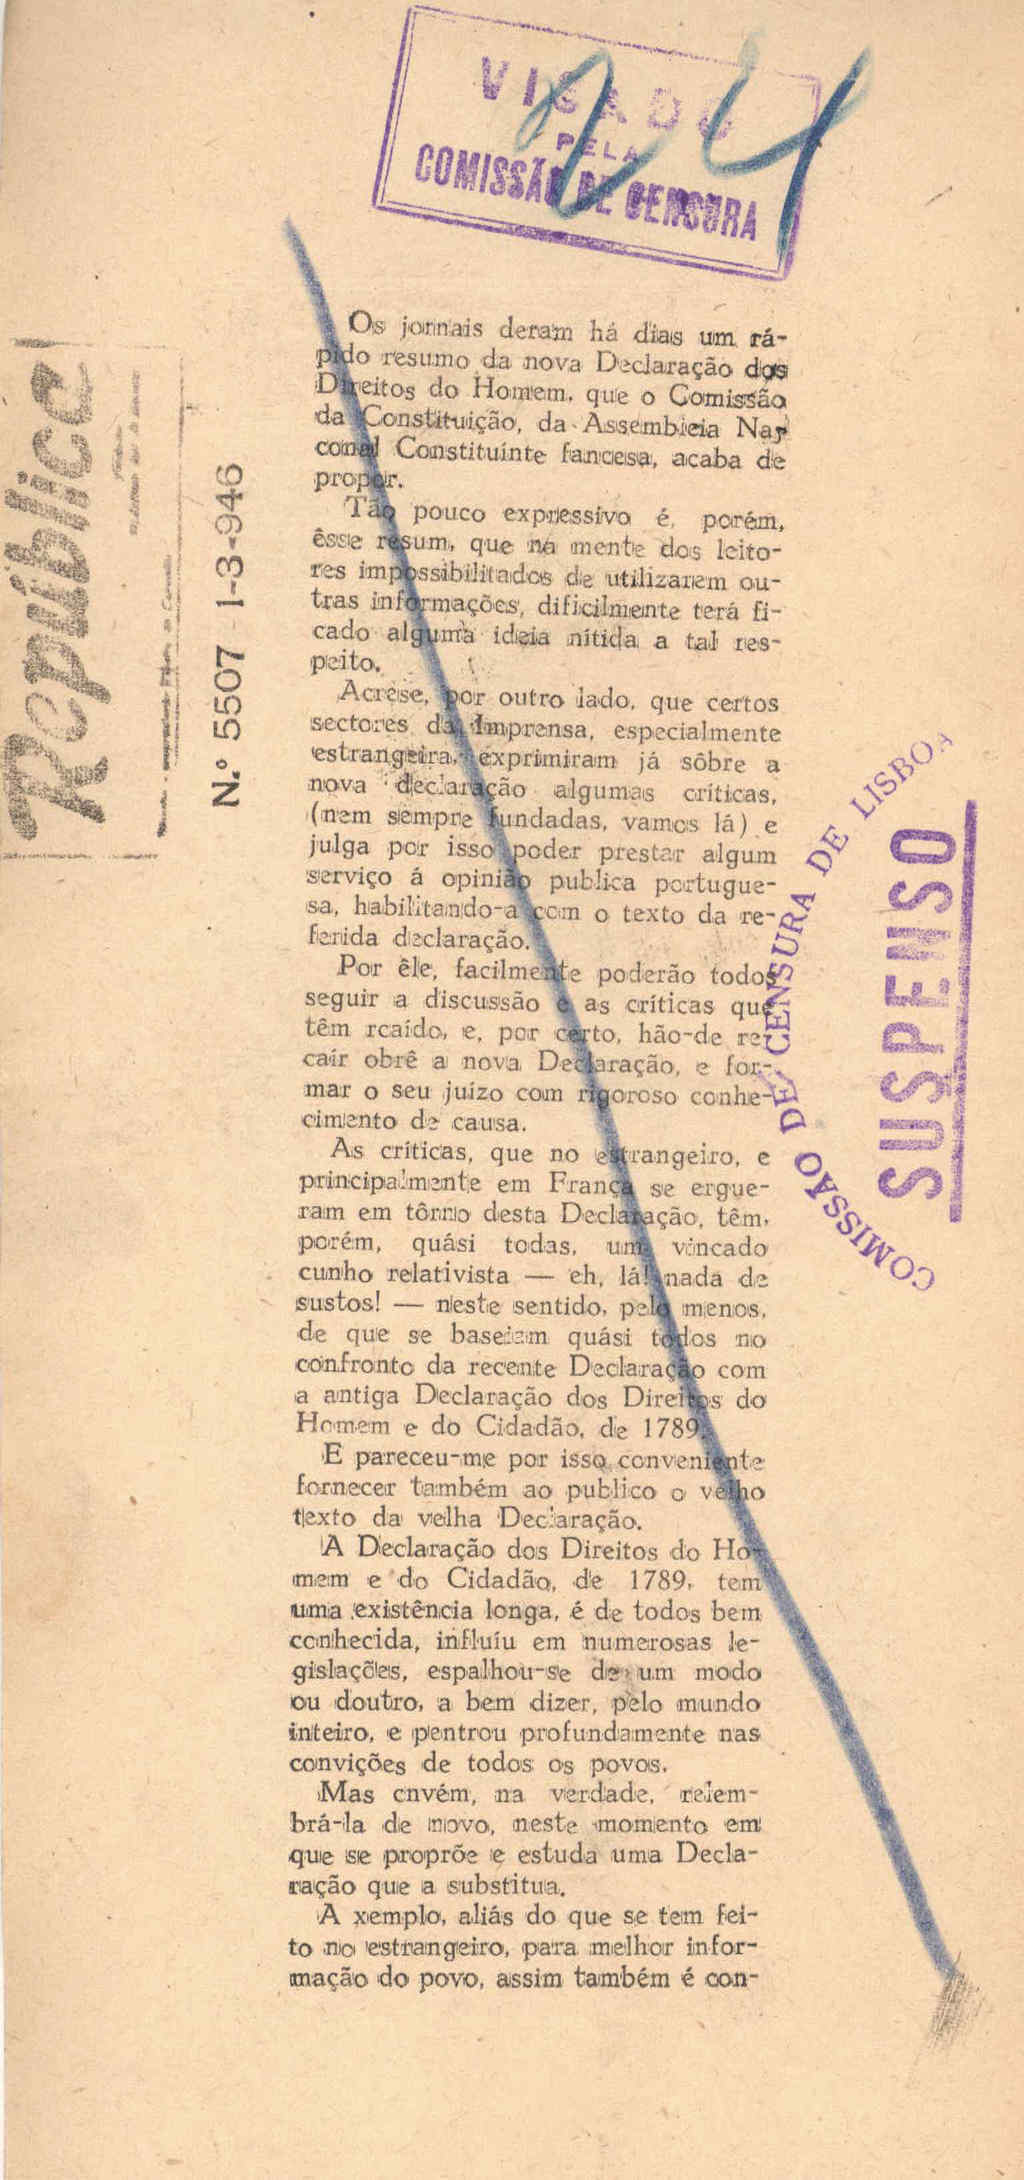 VISADO
PELA
COMISSÃO DE CENSURA
República
N.º 5507 1-3-946
Os jornais deram há dias um rá-
pido resumo da nova Declaração dos
Direitos do Homem, que o Comissão
da Constituição, da Assembleia Na-
conal Constituínte fancesa, acaba de
propôr.
Tão pouco expressivo é, porém,
êsse resum, que na mente dos leito-
res impossibilitados de utilizarem ou-
tras informações, dificilmente terá fi-
cado alguma ideia nítida a tal res-
peito.
Acrêse, por outro lado, que certos
sectores da Imprensa, especialmente
estrangeira, exprimiram já sôbre a
nova declaração algumas críticas,
(nem sempre fundadas, vamos lá) e
julga por isso poder prestar algum
serviço á opinião publica portugue-
sa, habilitando-a com o texto da re-
ferida declaração.
Por êle, facilmente poderão todos
seguir a discussão e as críticas que
têm rcaído, e, por certo, hão-de re-
caír obrê a nova Declaração, e for-
mar o seu juízo com rigoroso conhe-
cimento de causa.
As críticas, que no estrangeiro, e
principalmente em França se ergue-
ram em tôrno desta Declaração, têm,
porém, quási todas, um vincado
cunho relativista — eh, lá! nada de
sustos! — neste sentido, pelo menos,
de que se baseiam quási todos no
confronto da recente Declaração com
a antiga Declaração dos Direitos do
Homem e do Cidadão, de 1789.
E pareceu-me por isso conveniente
fornecer também ao publico o velho
texto da velha Declaração.
A Declaração dos Direitos do Ho-
mem e do Cidadão, de 1789, tem
uma existência longa, é de todos bem
conhecida, influíu em numerosas le-
gislações, espalhou-se de um modo
ou doutro, a bem dizer, pelo mundo
inteiro, e pentrou profundamente nas
convições de todos os povos.
Mas cnvém, na verdade, relem-
brá-la de novo, neste momento em
que se proprõe e estuda uma Decla-
ração que a substitua.
A xemplo, aliás do que se tem fei-
to no estrangeiro, para melhor infor-
mação do povo, assim também é con-
COMISSÃO DE CENSURA DE LISBOA
SUSPENSO